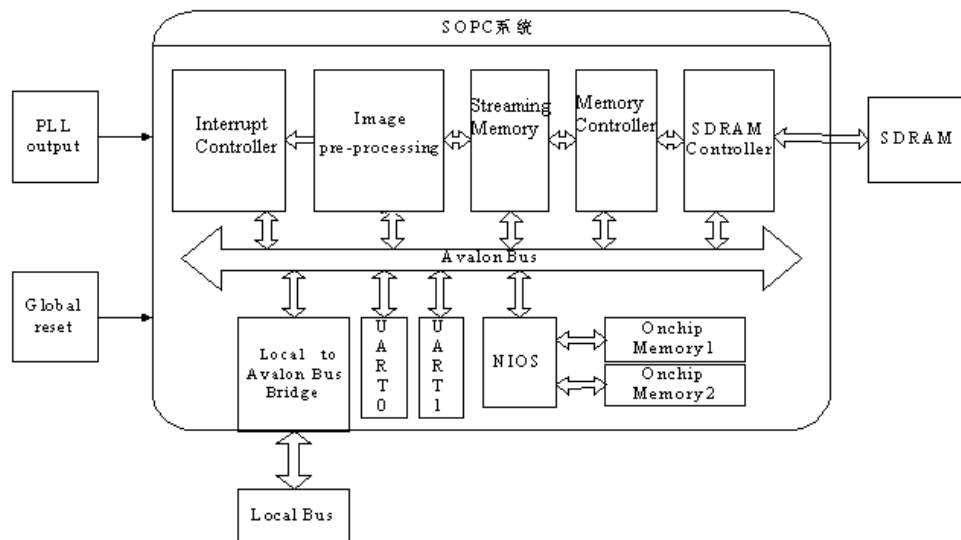 SOPC系统
PLL
output
Interrupt
Controller
Image
pre-processing
Streaming
Memory
Memory
Controller
SDRAM
Controller
SDRAM
Avalon Bus
Global
reset
Local to
Avalon Bus
Bridge
UART0
UART1
NIOS
Onchip
Memory1
Onchip
Memory2
Local Bus